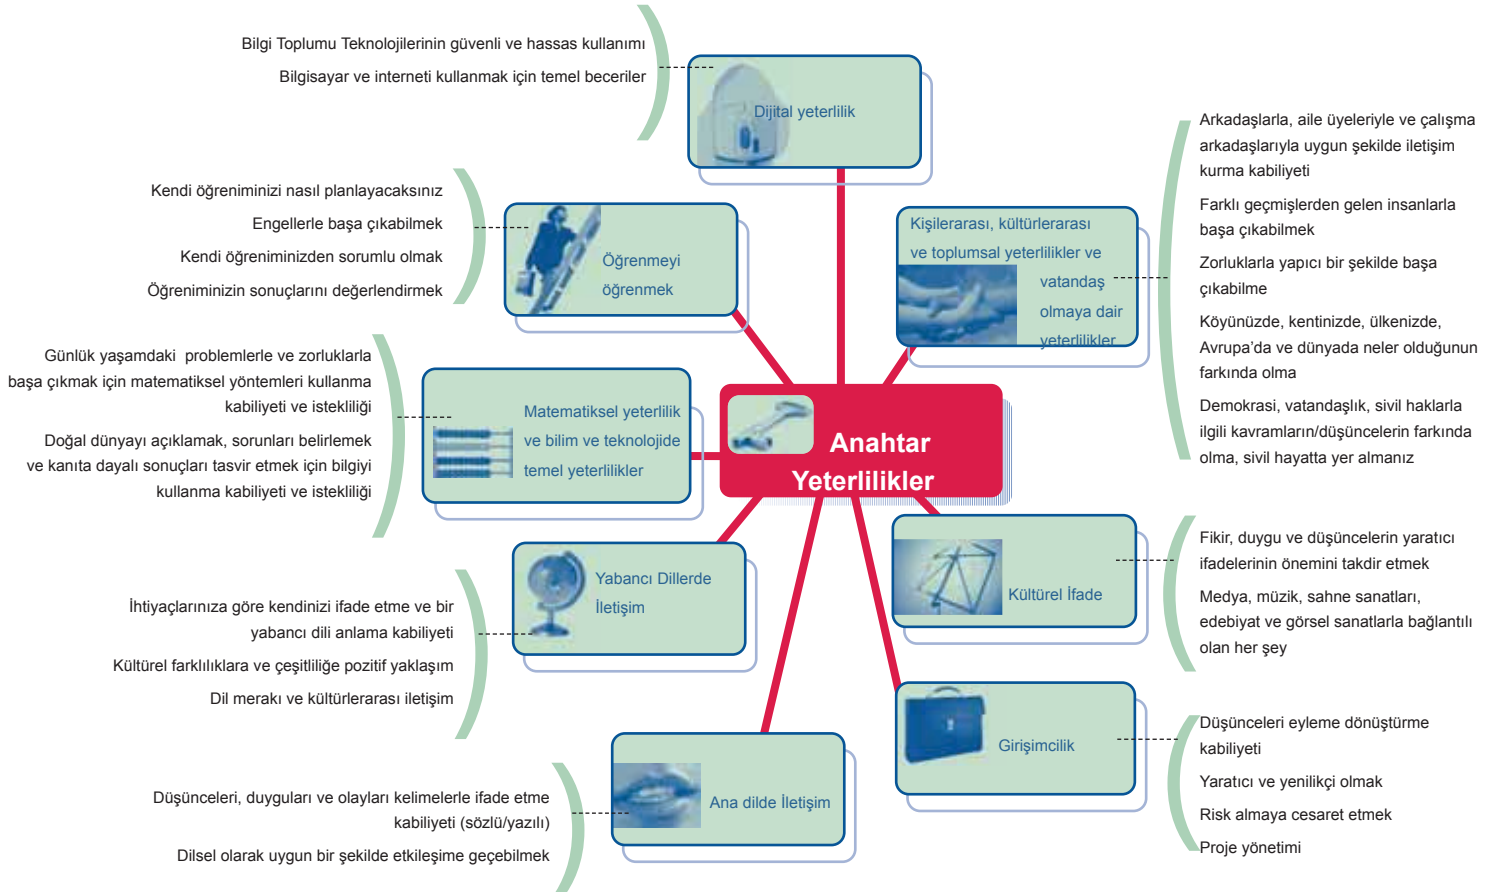 Bilgi Toplumu Teknolojilerinin güvenli ve hassas kullanımı
Bilgisayar ve interneti kullanmak için temel beceriler
Dijital yeterlilik
Kendi öğreniminizi nasıl planlayacaksınız
Engellerle başa çıkabilmek
Kendi öğreniminizden sorumlu olmak
Öğreniminizin sonuçlarını değerlendirmek
Öğrenmeyi
öğrenmek
Kişilerarası, kültürlerarası
ve toplumsal yeterlilikler ve
vatandaş
olmaya dair
yeterlilikler
Arkadaşlarla, aile üyeleriyle ve çalışma
arkadaşlarıyla uygun şekilde iletişim
kurma kabiliyeti
Farklı geçmişlerden gelen insanlarla
başa çıkabilmek
Zorluklarla yapıcı bir şekilde başa
çıkabilme
Köyünüzde, kentinizde, ülkenizde,
Avrupa’da ve dünyada neler olduğunun
farkında olma
Demokrasi, vatandaşlık, sivil haklarla
ilgili kavramların/düşüncelerin farkında
olma, sivil hayatta yer almanız
Günlük yaşamdaki problemlerle ve zorluklarla
başa çıkmak için matematiksel yöntemleri kullanma
kabiliyeti ve istekliliği
Doğal dünyayı açıklamak, sorunları belirlemek
ve kanıta dayalı sonuçları tasvir etmek için bilgiyi
kullanma kabiliyeti ve istekliliği
Matematiksel yeterlilik
ve bilim ve teknolojide
temel yeterlilikler
Anahtar
Yeterlilikler
İhtiyaçlarınıza göre kendinizi ifade etme ve bir
yabancı dili anlama kabiliyeti
Kültürel farklılıklara ve çeşitliliğe pozitif yaklaşım
Dil merakı ve kültürlerarası iletişim
Yabancı Dillerde
İletişim
Kültürel İfade
Fikir, duygu ve düşüncelerin yaratıcı
ifadelerinin önemini takdir etmek
Medya, müzik, sahne sanatları,
edebiyat ve görsel sanatlarla bağlantılı
olan her şey
Düşünceleri, duyguları ve olayları kelimelerle ifade etme
kabiliyeti (sözlü/yazılı)
Dilsel olarak uygun bir şekilde etkileşime geçebilmek
Ana dilde İletişim
Girişimcilik
Düşünceleri eyleme dönüştürme
kabiliyeti
Yaratıcı ve yenilikçi olmak
Risk almaya cesaret etmek
Proje yönetimi